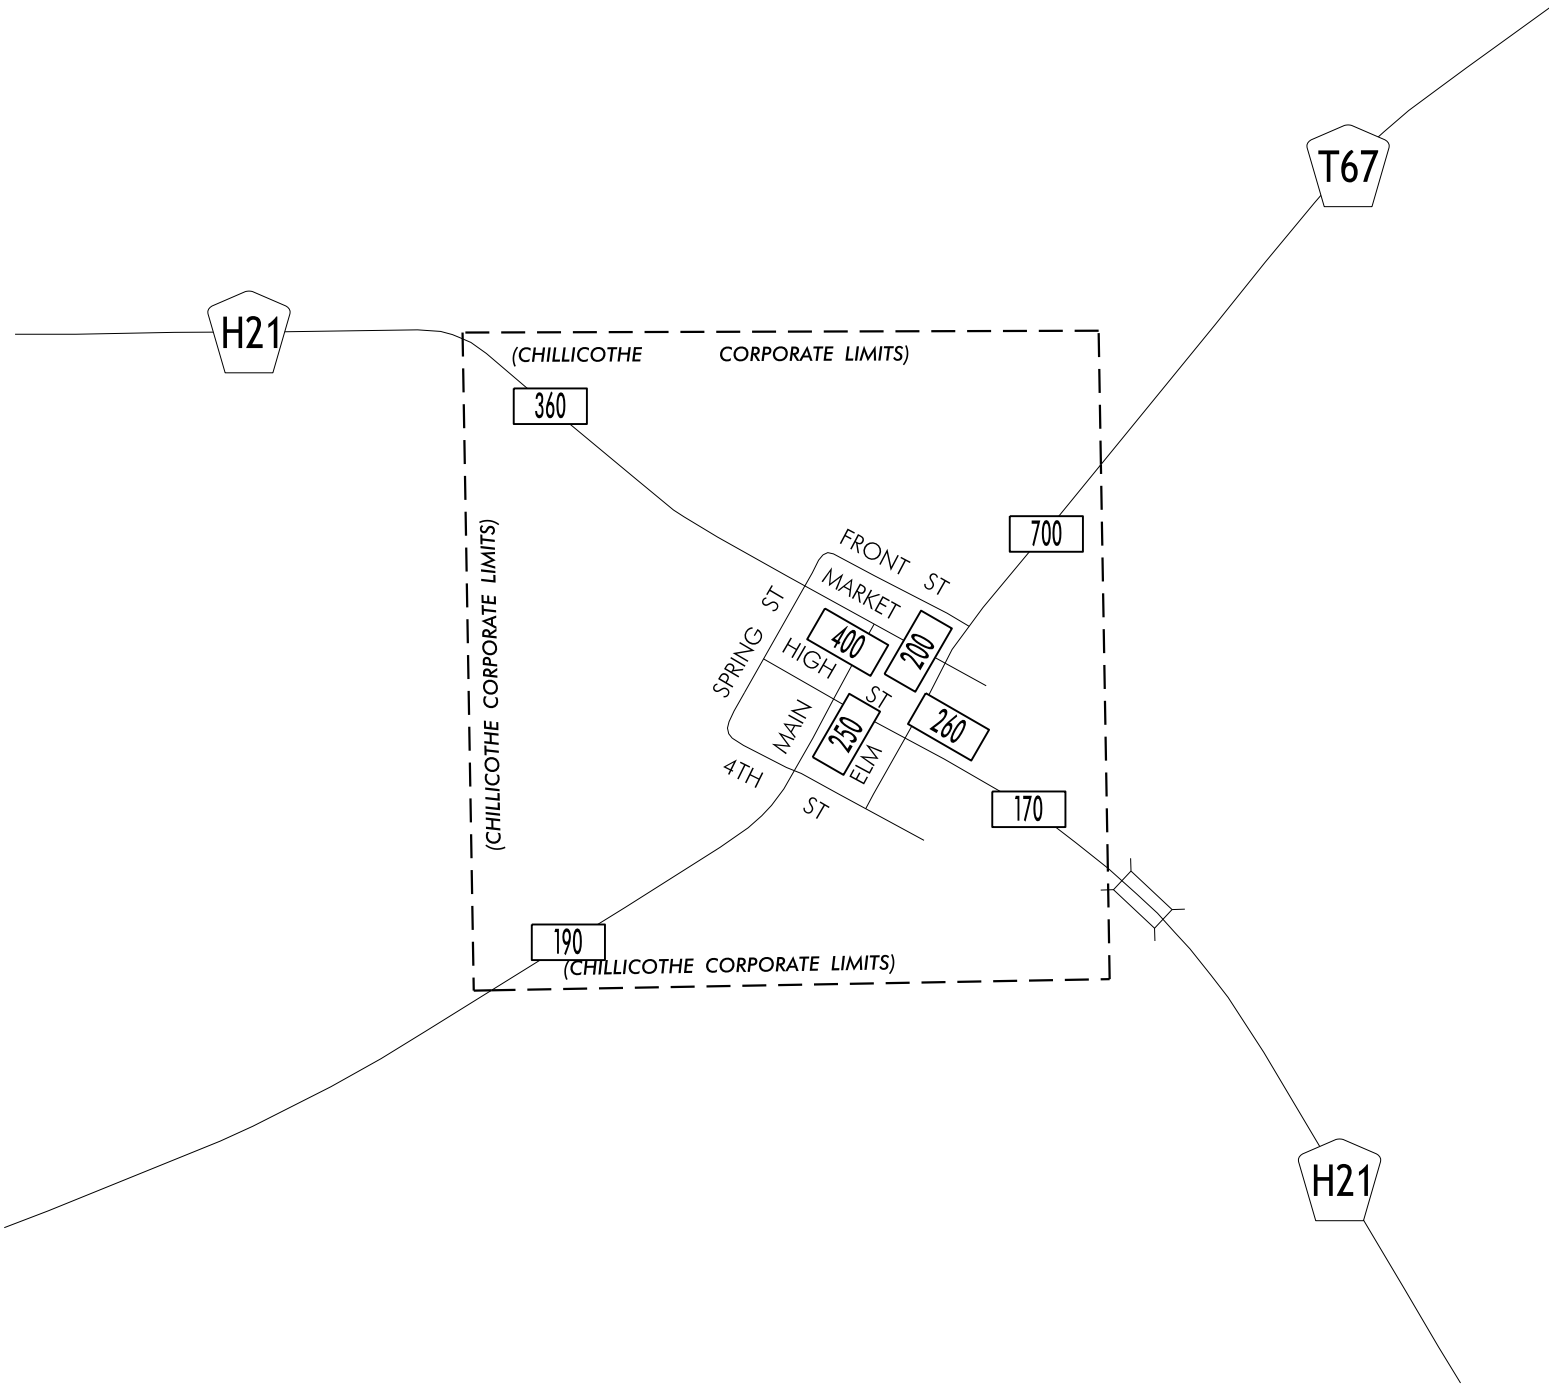 T67
H21
(CHILLICOTHE CORPORATE LIMITS)
360
(CHILLICOTHE CORPORATE LIMITS)
700
FRONT ST
MARKET
SPRING ST
400
200
HIGH ST
MAIN
250
260
ELM
4TH ST
170
190
(CHILLICOTHE CORPORATE LIMITS)
H21